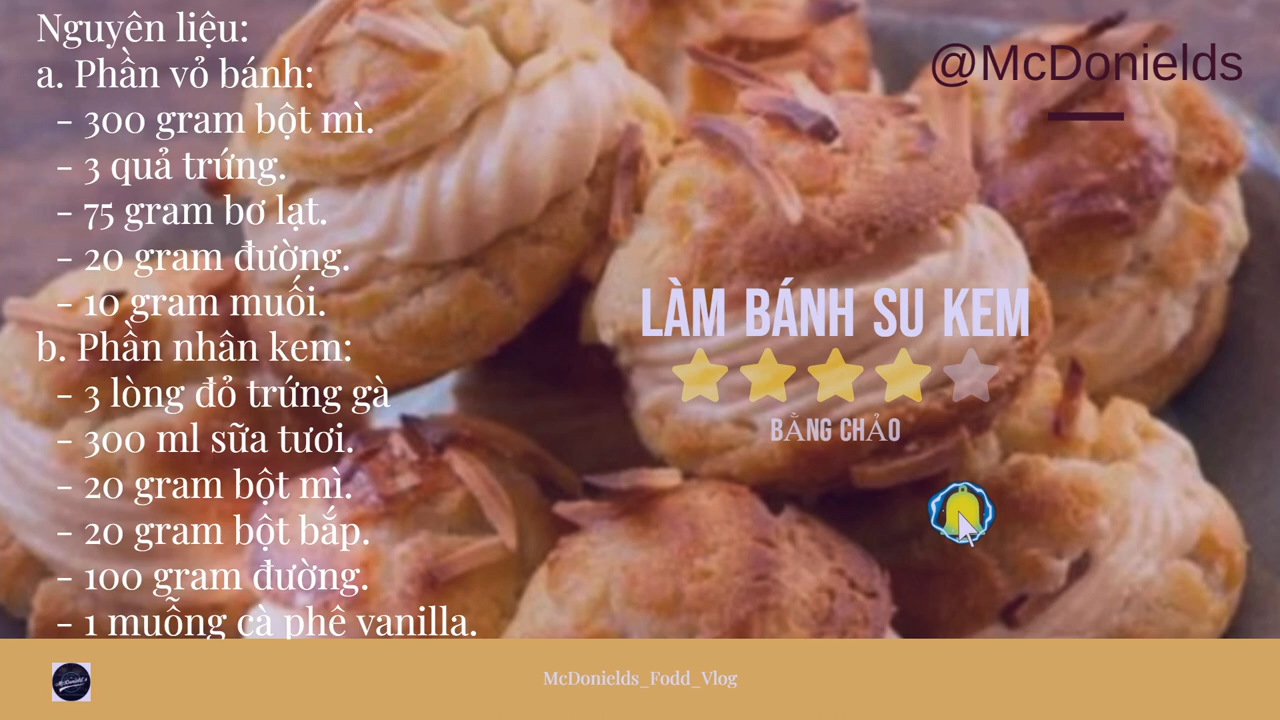 Nguyên liệu:
a. Phần vỏ bánh:
- 300 gram bột mì.
- 3 quả trứng.
- 75 gram bơ lạt.
- 20 gram đường.
- 10 gram muối.
b. Phần nhân kem:
- 3 lòng đỏ trứng gà
- 300 ml sữa tươi.
- 20 gram bột mì.
- 20 gram bột bắp.
- 100 gram đường.
- 1 muỗng cà phê vanilla.
@McDonields
LÀM BÁNH SU KEM
BẰNG CHẢO
McDonields_Fodd_Vlog